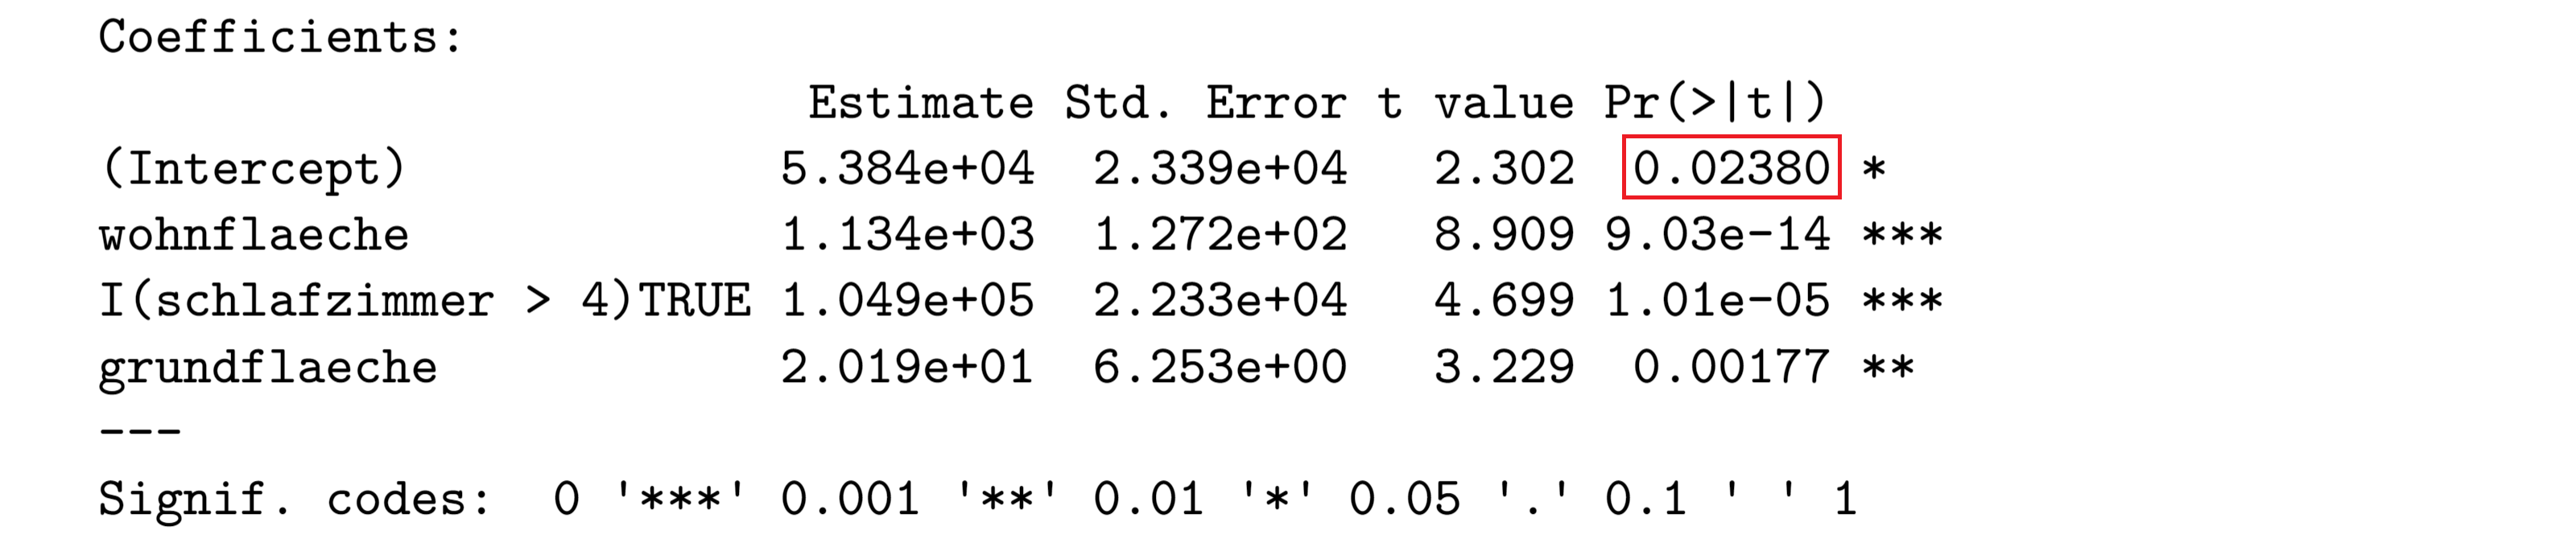 Coefficients:
Estimate Std. Error t value Pr(>|t|)
(Intercept) 5.384e+04 2.339e+04 2.302 0.02380 *
wohnflaeche 1.134e+03 1.272e+02 8.909 9.03e-14 ***
I(schlafzimmer > 4)TRUE 1.049e+05 2.233e+04 4.699 1.01e-05 ***
grundflaeche 2.019e+01 6.253e+00 3.229 0.00177 **
---
Signif. codes: 0 '***' 0.001 '**' 0.01 '*' 0.05 '.' 0.1 ' ' 1